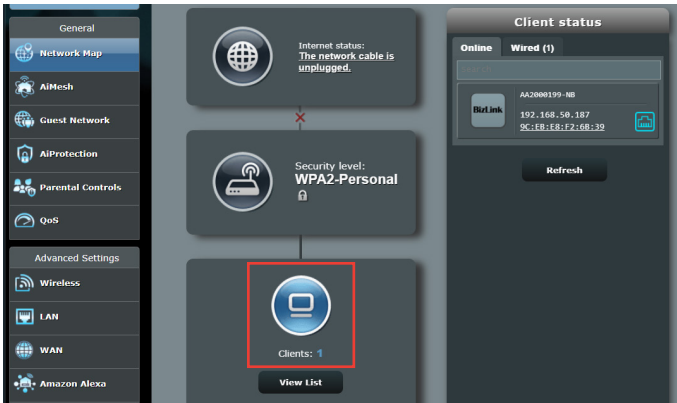 General
Network Map
AiMesh
Guest Network
AiProtection
Parental Controls
QoS
Advanced Settings
Wireless
LAN
WAN
Amazon Alexa
Internet status:
The network cable is
unplugged.
Security level:
WPA2-Personal
Clients: 1
View List
Client status
Online
Wired (1)
BizLink
AA2000199-NB
192.168.50.187
9C:EB:E8:F2:6B:39
Refresh